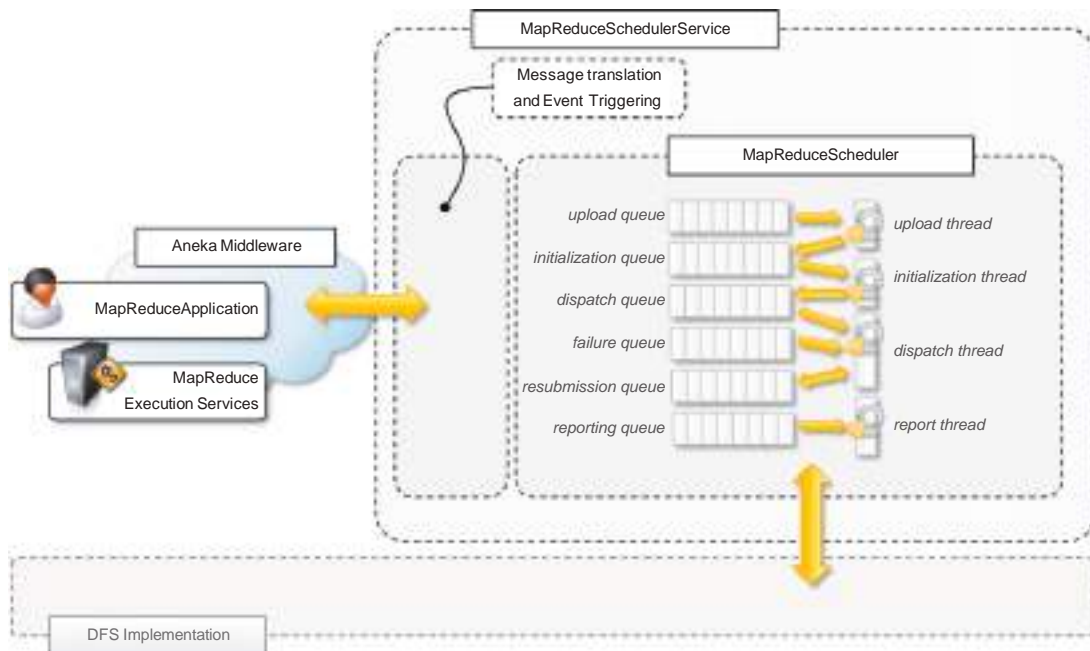 MapReduceSchedulerService
Message translation
and Event Triggering
MapReduceScheduler
upload queue
upload thread
Aneka Middleware
initialization queue
initialization thread
MapReduceApplication
dispatch queue
failure queue
dispatch thread
MapReduce
Execution Services
resubmission queue
reporting queue
report thread
DFS Implementation